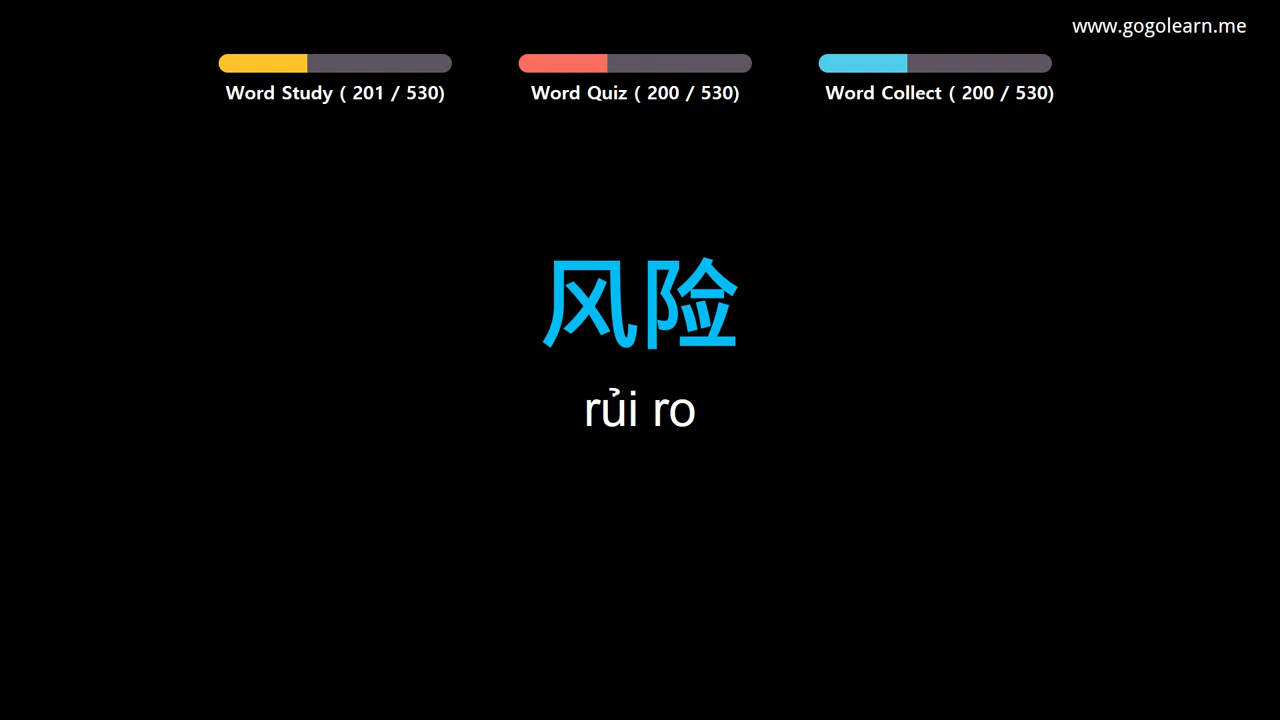 www.gogolearn.me
Word Study ( 201 / 530)
Word Quiz ( 200 / 530)
Word Collect ( 200 / 530)
风险
rủi ro